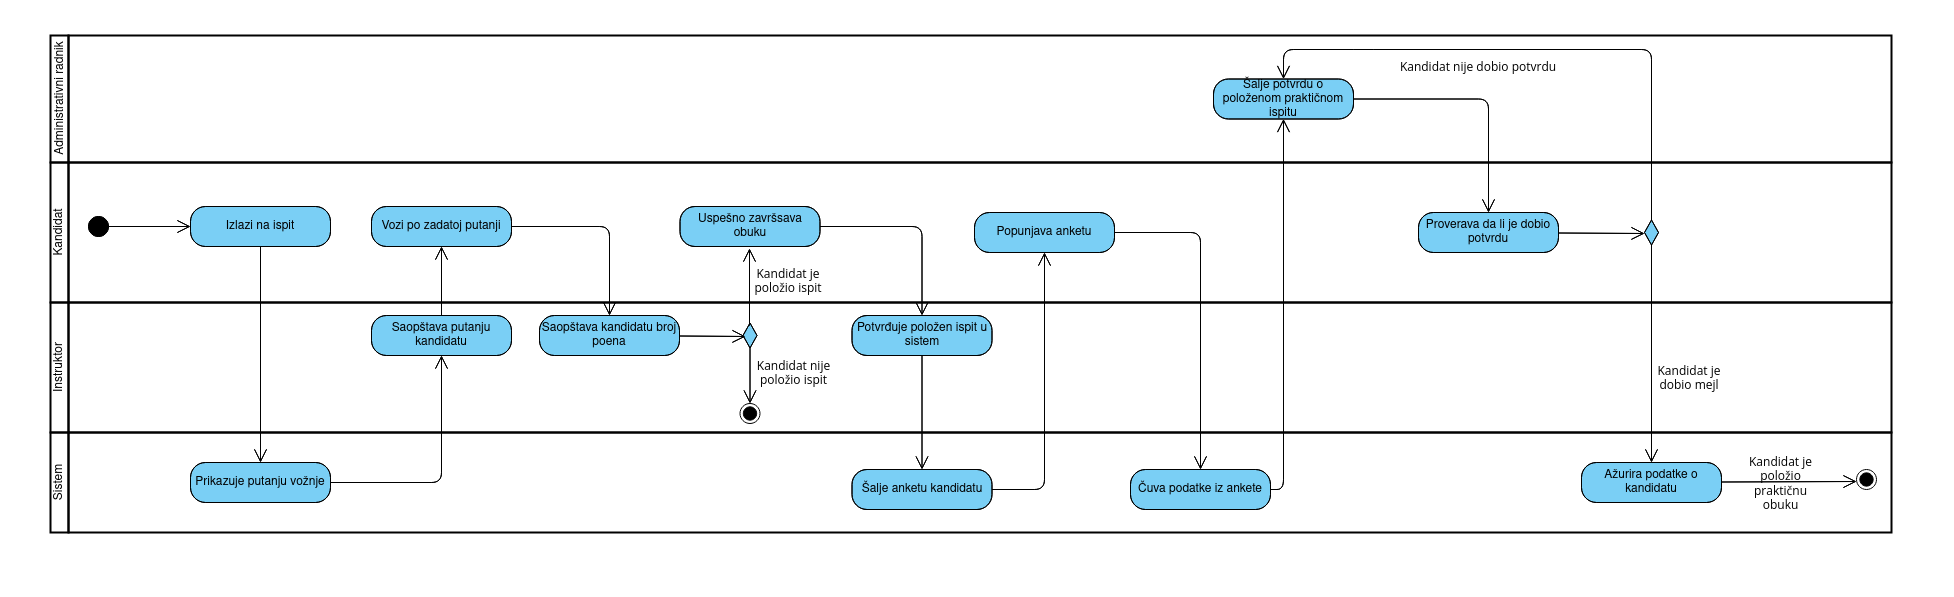 Administrativni radnik
Šalje potvrdu o
položenom praktičnom
ispitu
Kandidat nije dobio potvrdu
Kandidat
Izlazi na ispit
Vozi po zadatoj putanji
Uspešno završsava
obuku
Popunjava anketu
Proverava da li je dobio
potvrdu
Kandidat je
položio ispit
Instruktor
Saopštava putanju
kandidatu
Saopštava kandidatu broj
poena
Potvrđuje položen ispit u
sistem
Kandidat nije
položio ispit
Kandidat je
dobio mejl
Sistem
Prikazuje putanju vožnje
Šalje anketu kandidatu
Čuva podatke iz ankete
Ažurira podatke o
kandidatu
Kandidat je
položio
praktičnu
obuku